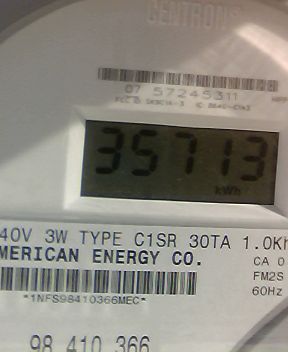 CENTRON
07 57245311
35713
kWh
40V 3W TYPE C1SR 30TA 1.0Kh
MERICAN ENERGY CO.
CA 0
FM2S
60Hz
*1NFS98410366MEC*
98 410 366